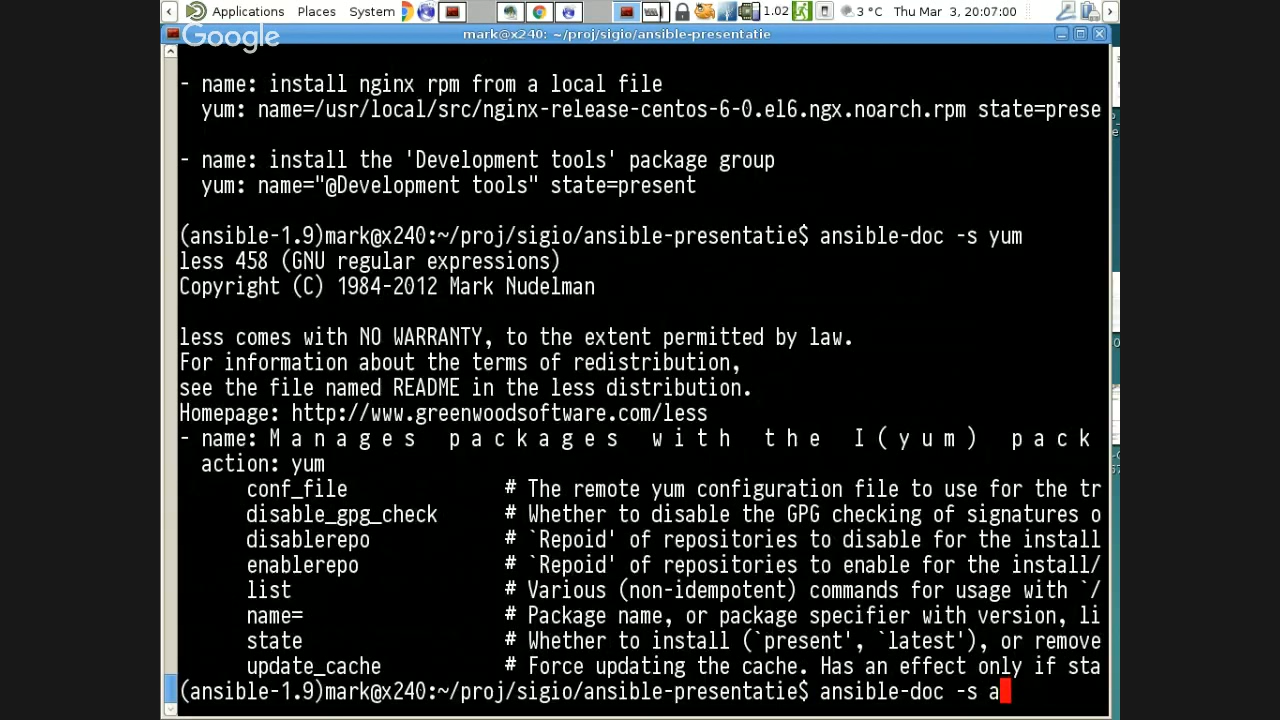 Applications Places System 1.02 3 °C Thu Mar 3, 20:07:00
Google
mark@x240: ~/proj/sigio/ansible-presentatie
- name: install nginx rpm from a local file
yum: name=/usr/local/src/nginx-release-centos-6-0.el6.ngx.noarch.rpm state=prese
- name: install the 'Development tools' package group
yum: name="@Development tools" state=present
(ansible-1.9)mark@x240:~/proj/sigio/ansible-presentatie$ ansible-doc -s yum
less 458 (GNU regular expressions)
Copyright (C) 1984-2012 Mark Nudelman
less comes with NO WARRANTY, to the extent permitted by law.
For information about the terms of redistribution,
see the file named README in the less distribution.
Homepage: http://www.greenwoodsoftware.com/less
- name: M a n a g e s p a c k a g e s w i t h t h e I ( y u m ) p a c k
action: yum
conf_file # The remote yum configuration file to use for the tr
disable_gpg_check # Whether to disable the GPG checking of signatures o
disablerepo # `Repoid' of repositories to disable for the install
enablerepo # `Repoid' of repositories to enable for the install/
list # Various (non-idempotent) commands for usage with `/
name= # Package name, or package specifier with version, li
state # Whether to install (`present', `latest'), or remove
update_cache # Force updating the cache. Has an effect only if sta
(ansible-1.9)mark@x240:~/proj/sigio/ansible-presentatie$ ansible-doc -s a